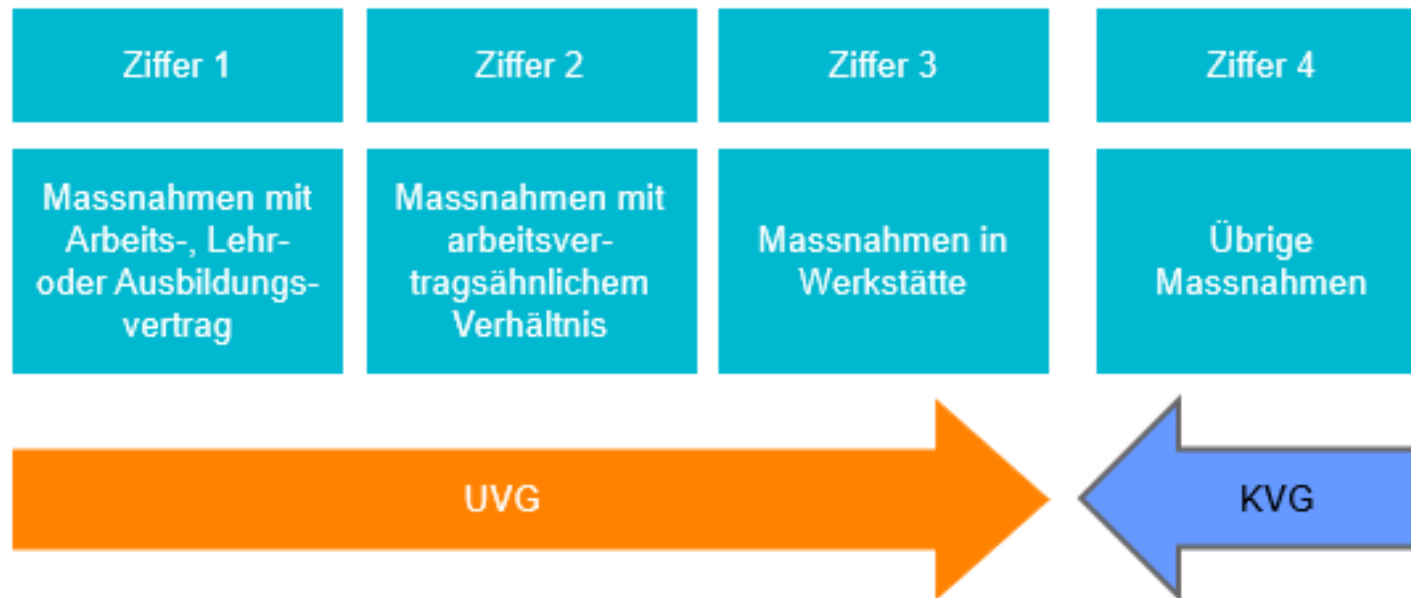 Ziffer 1
Ziffer 2
Ziffer 3
Ziffer 4
Massnahmen mit
Arbeits-, Lehr-
oder Ausbildungs-
vertrag
Massnahmen mit
arbeitsver-
tragsähnlichem
Verhältnis
Massnahmen in
Werkstätte
Übrige
Massnahmen
UVG
KVG